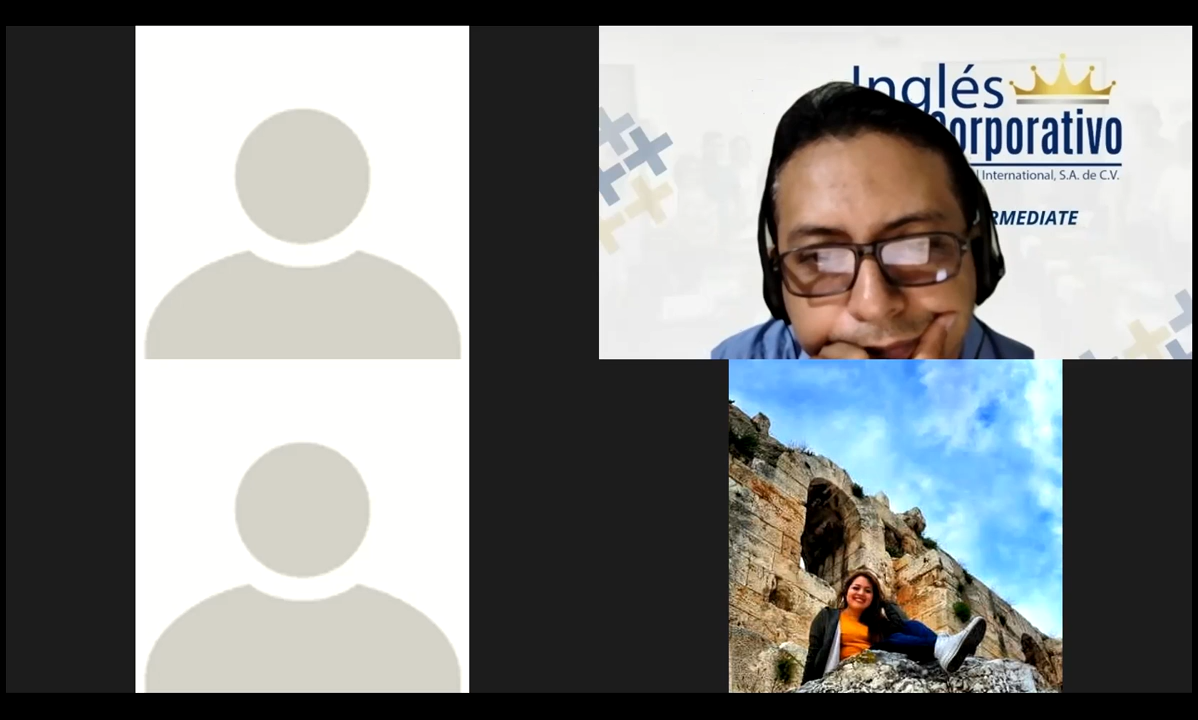 Inglés
Corporativo
l International, S.A. de C.V.
RMEDIATE